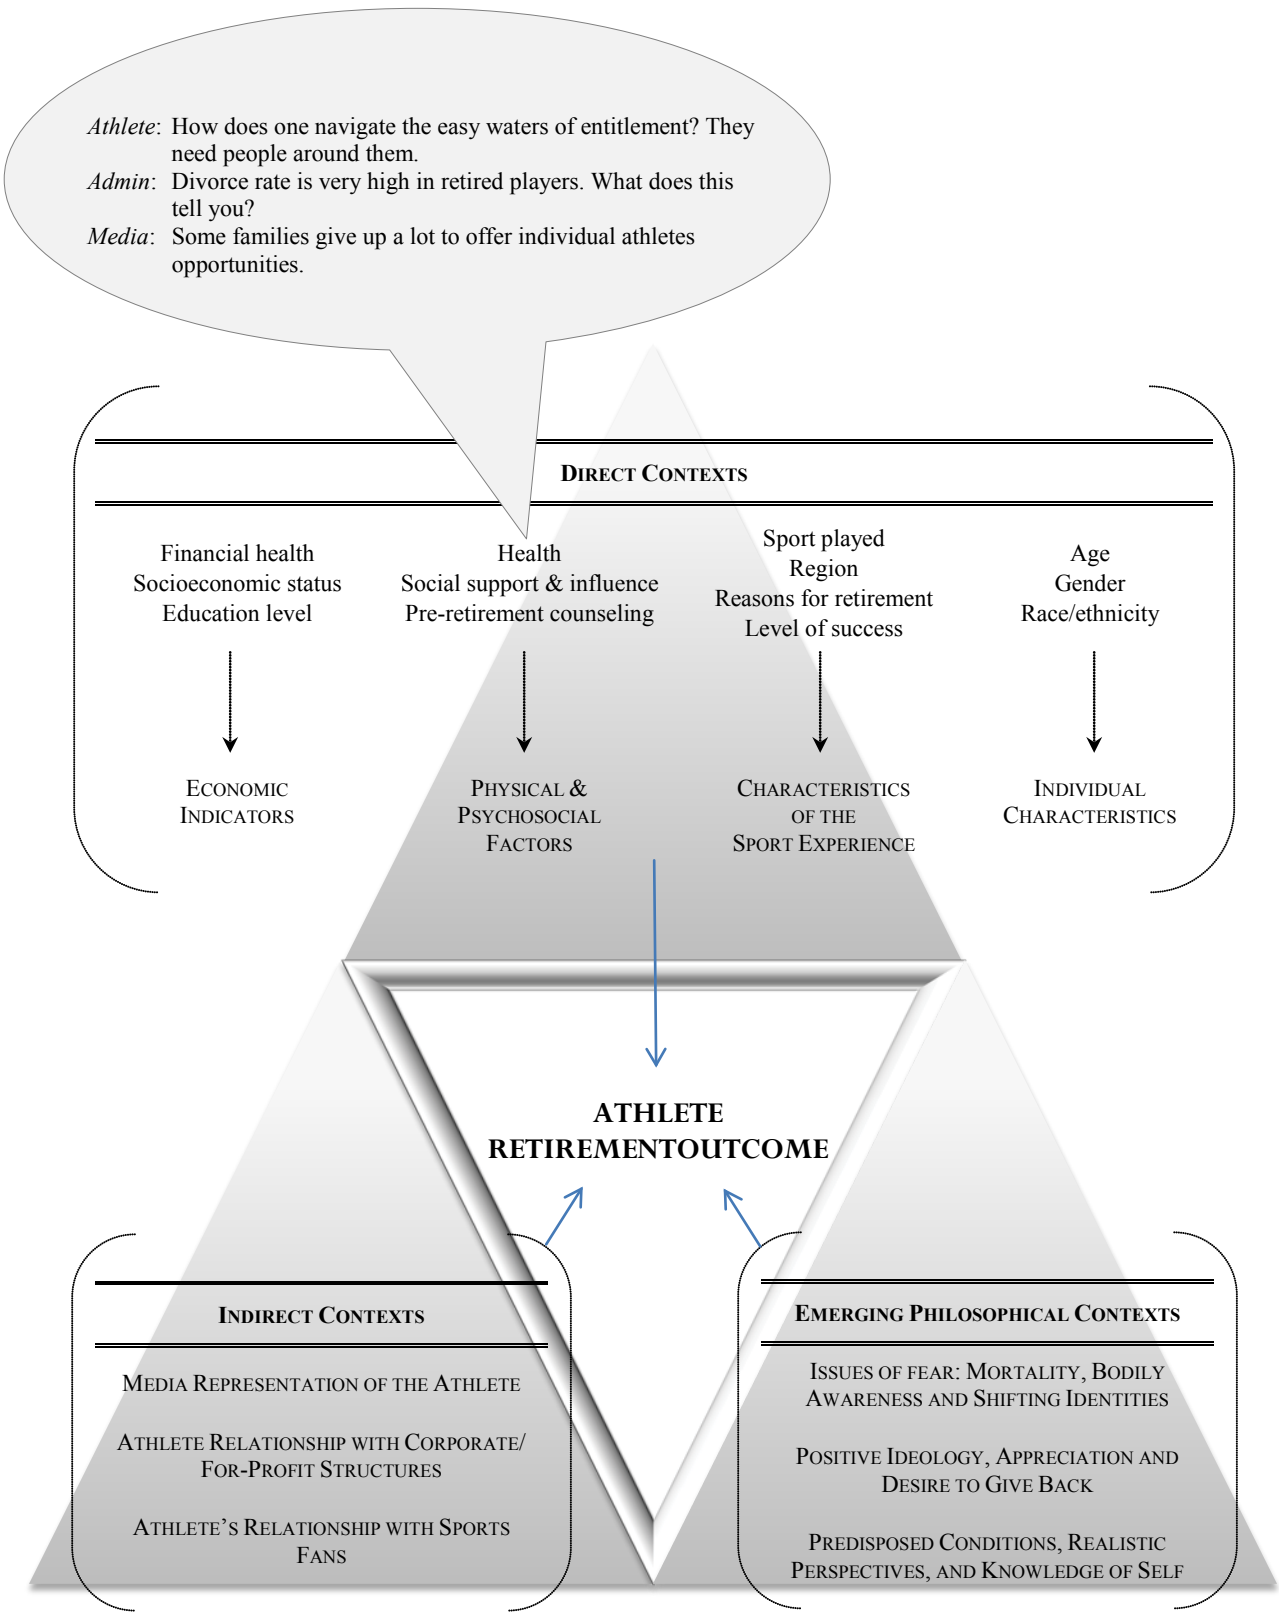 Athlete: How does one navigate the easy waters of entitlement? They
need people around them.
Admin: Divorce rate is very high in retired players. What does this
tell you?
Media: Some families give up a lot to offer individual athletes
opportunities.
DIRECT CONTEXTS
Financial health
Socioeconomic status
Education level
Health
Social support & influence
Pre-retirement counseling
Sport played
Region
Reasons for retirement
Level of success
Age
Gender
Race/ethnicity
ECONOMIC
INDICATORS
PHYSICAL &
PSYCHOSOCIAL
FACTORS
CHARACTERISTICS
OF THE
SPORT EXPERIENCE
INDIVIDUAL
CHARACTERISTICS
ATHLETE
RETIREMENTOUTCOME
INDIRECT CONTEXTS
MEDIA REPRESENTATION OF THE ATHLETE
ATHLETE RELATIONSHIP WITH CORPORATE/
FOR-PROFIT STRUCTURES
ATHLETE'S RELATIONSHIP WITH SPORTS
FANS
EMERGING PHILOSOPHICAL CONTEXTS
ISSUES OF FEAR: MORTALITY, BODILY
AWARENESS AND SHIFTING IDENTITIES
POSITIVE IDEOLOGY, APPRECIATION AND
DESIRE TO GIVE BACK
PREDISPOSED CONDITIONS, REALISTIC
PERSPECTIVES, AND KNOWLEDGE OF SELF